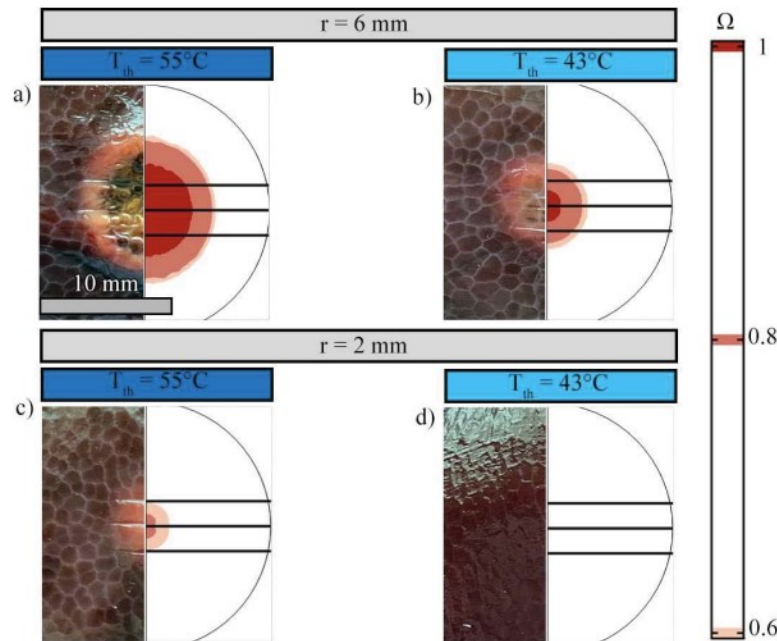 r = 6 mm
Ω
T_th = 55°C
T_th = 43°C
1
a)
b)
10 mm
r = 2 mm
0.8
T_th = 55°C
T_th = 43°C
c)
d)
0.6